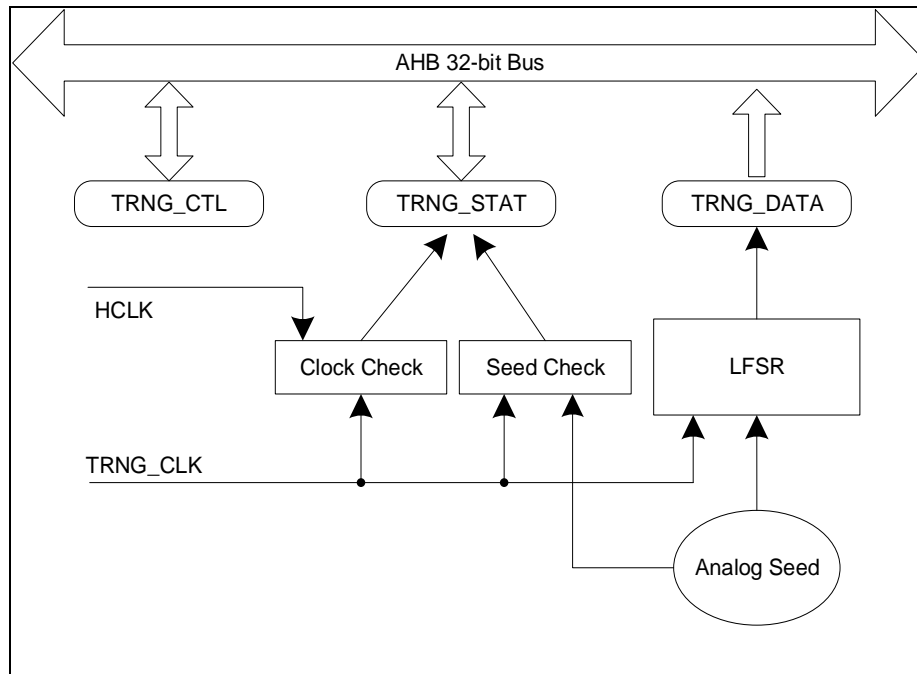 AHB 32-bit Bus
TRNG_CTL
TRNG_STAT
TRNG_DATA
HCLK
Clock Check
Seed Check
LFSR
TRNG_CLK
Analog Seed